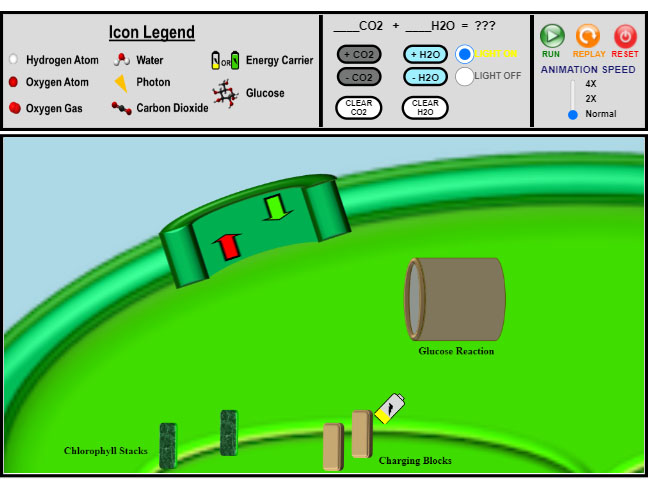 Icon Legend
Hydrogen Atom
Water
OR
Energy Carrier
Oxygen Atom
Photon
Glucose
Oxygen Gas
Carbon Dioxide
____CO2 + ____H2O = ???
+ CO2
+ H2O
LIGHT ON
- CO2
- H2O
LIGHT OFF
CLEAR
CO2
CLEAR
H2O
RUN
REPLAY
RESET
ANIMATION SPEED
4X
2X
Normal
Glucose Reaction
Chlorophyll Stacks
Charging Blocks